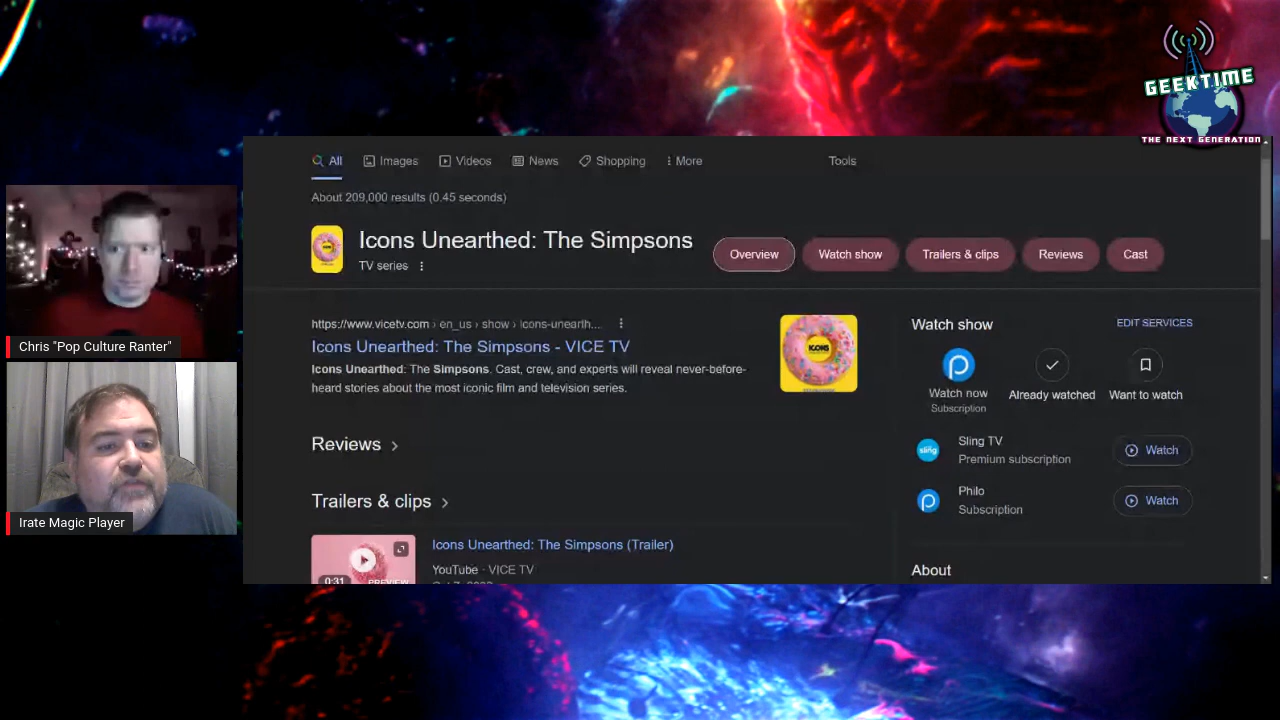 GEEKTIME
THE NEXT GENERATION
All Images Videos News Shopping More Tools
About 209,000 results (0.45 seconds)
Icons Unearthed: The Simpsons
TV series
Overview Watch show Trailers & clips Reviews Cast
https://www.vicetv.com › en_us › show › icons-unearth...
Icons Unearthed: The Simpsons - VICE TV
Icons Unearthed: The Simpsons. Cast, crew, and experts will reveal never-before-
heard stories about the most iconic film and television series.
ICONS
Reviews
Trailers & clips
0:31 PREVIEW
Icons Unearthed: The Simpsons (Trailer)
YouTube · VICE TV
Watch show EDIT SERVICES
Watch now
Subscription
Already watched
Want to watch
sling
Sling TV
Premium subscription
Watch
Philo
Subscription
Watch
About
Chris "Pop Culture Ranter"
Irate Magic Player